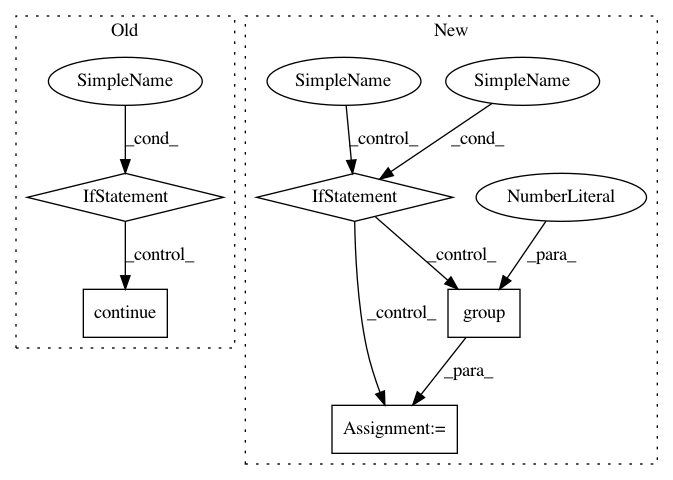 Old
New
SimpleName
SimpleName
SimpleName
_cond_
_control_
_cond_
IfStatement
IfStatement
NumberLiteral
_control_
_control_
_para_
continue
_control_
group
_para_
Assignment:=